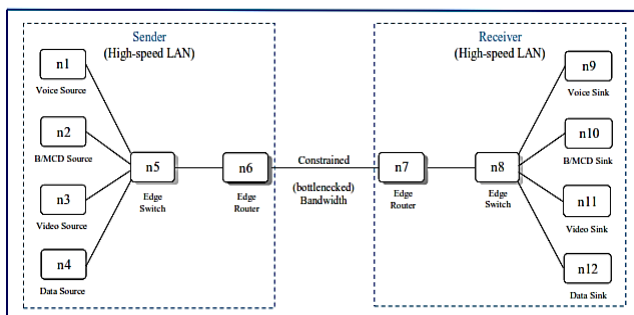 Sender
(High-speed LAN)
n1
Voice Source
n2
B/MCD Source
n3
Video Source
n4
Data Source
n5
Edge
Switch
n6
Edge
Router
Constrained
(bottlenecked)
Bandwidth
Receiver
(High-speed LAN)
n7
Edge
Router
n8
Edge
Switch
n9
Voice Sink
n10
B/MCD Sink
n11
Video Sink
n12
Data Sink